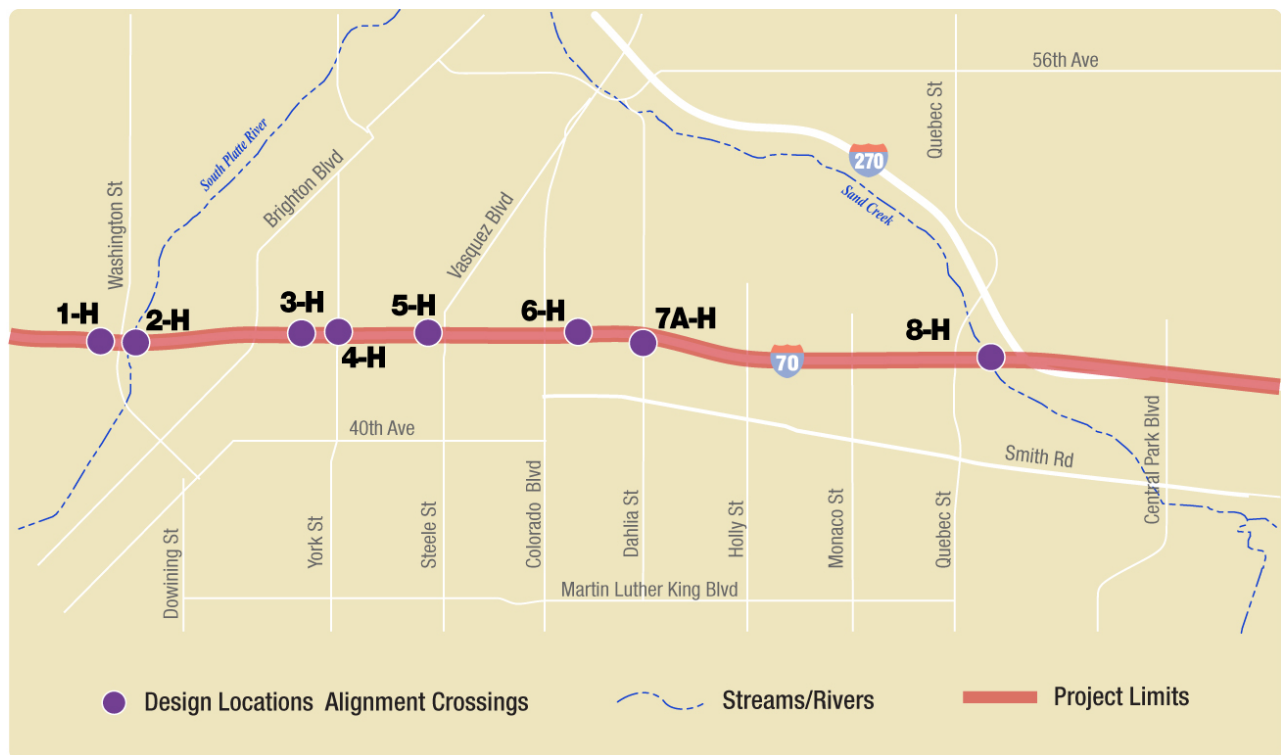 56th Ave
Quebec St
South Platte River
270
Brighton Blvd
Sand Creek
Washington St
Vasquez Blvd
1-H
2-H
3-H
4-H
5-H
6-H
7A-H
8-H
70
40th Ave
Smith Rd
Central Park Blvd
Dowining St
York St
Steele St
Colorado Blvd
Dahlia St
Holly St
Monaco St
Quebec St
Martin Luther King Blvd
Design Locations Alignment Crossings
Streams/Rivers
Project Limits